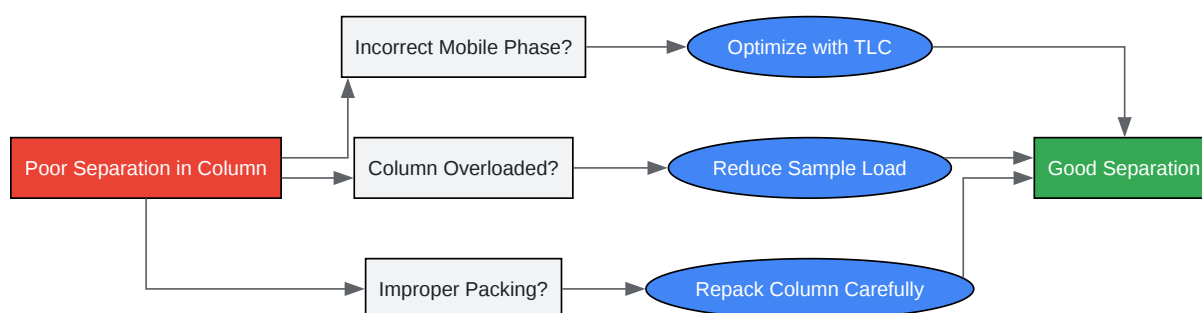 Incorrect Mobile Phase?
Optimize with TLC
Poor Separation in Column
Column Overloaded?
Reduce Sample Load
Good Separation
Improper Packing?
Repack Column Carefully